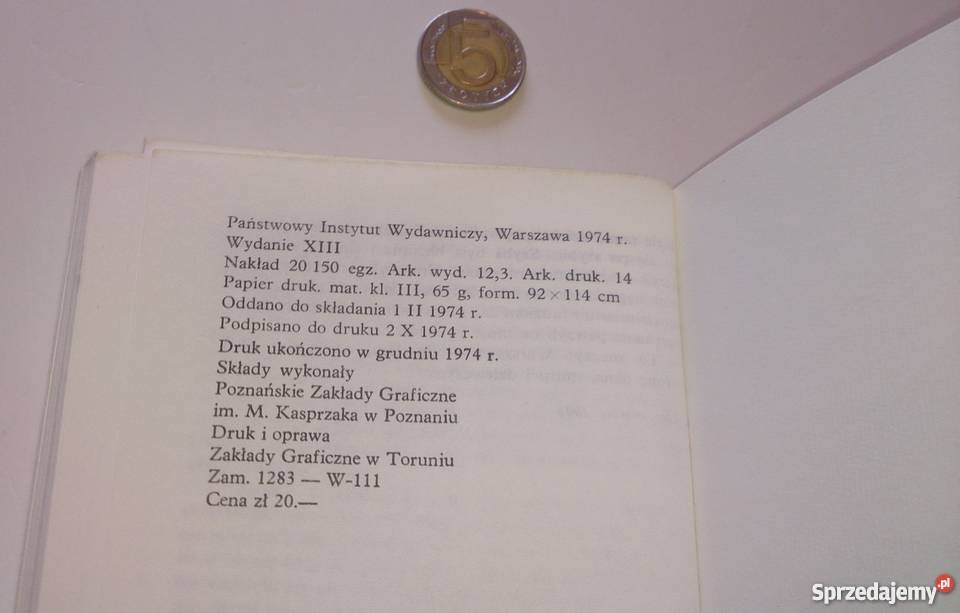 5
ZŁOTYCH
Państwowy Instytut Wydawniczy, Warszawa 1974 r.
Wydanie XIII
Nakład 20 150 egz. Ark. wyd. 12,3. Ark. druk. 14
Papier druk. mat. kl. III, 65 g, form. 92 × 114 cm
Oddano do składania 1 II 1974 r.
Podpisano do druku 2 X 1974 r.
Druk ukończono w grudniu 1974 r.
Składy wykonały
Poznańskie Zakłady Graficzne
im. M. Kasprzaka w Poznaniu
Druk i oprawa
Zakłady Graficzne w Toruniu
Zam. 1283 — W-111
Cena zł 20.—
Sprzedajemy.pl